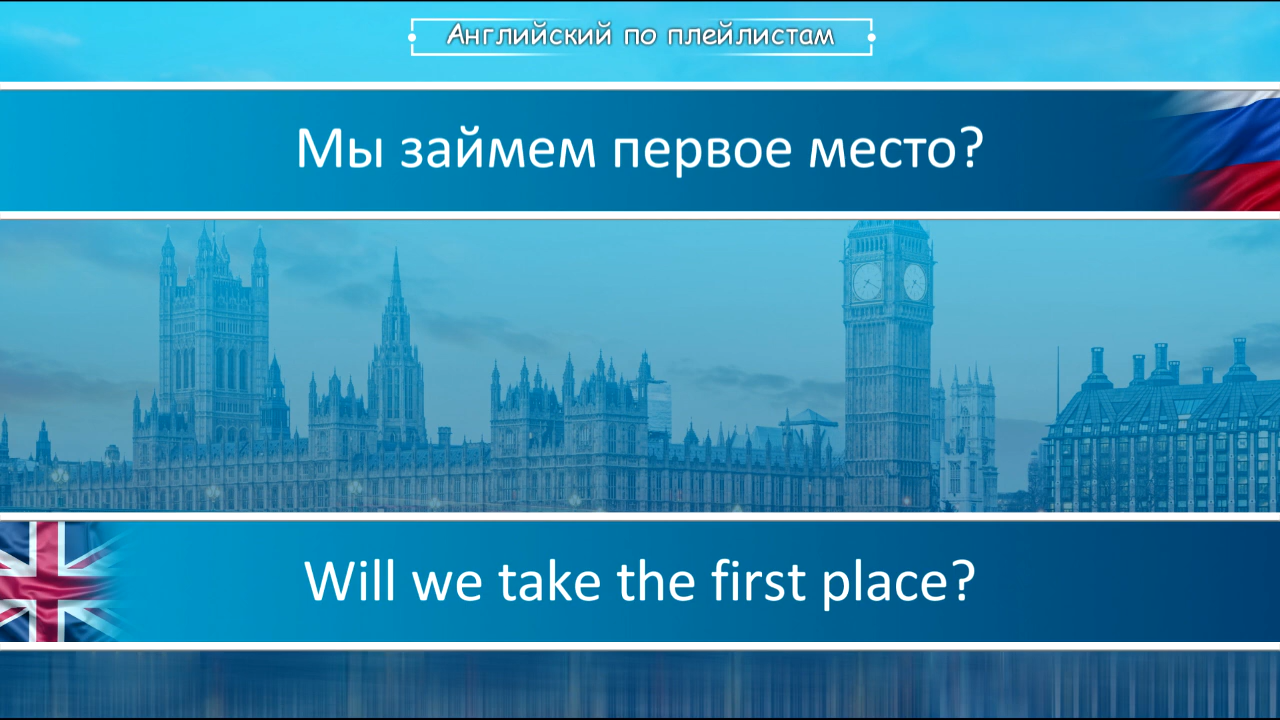 Английский по плейлистам
Мы займем первое место?
Will we take the first place?